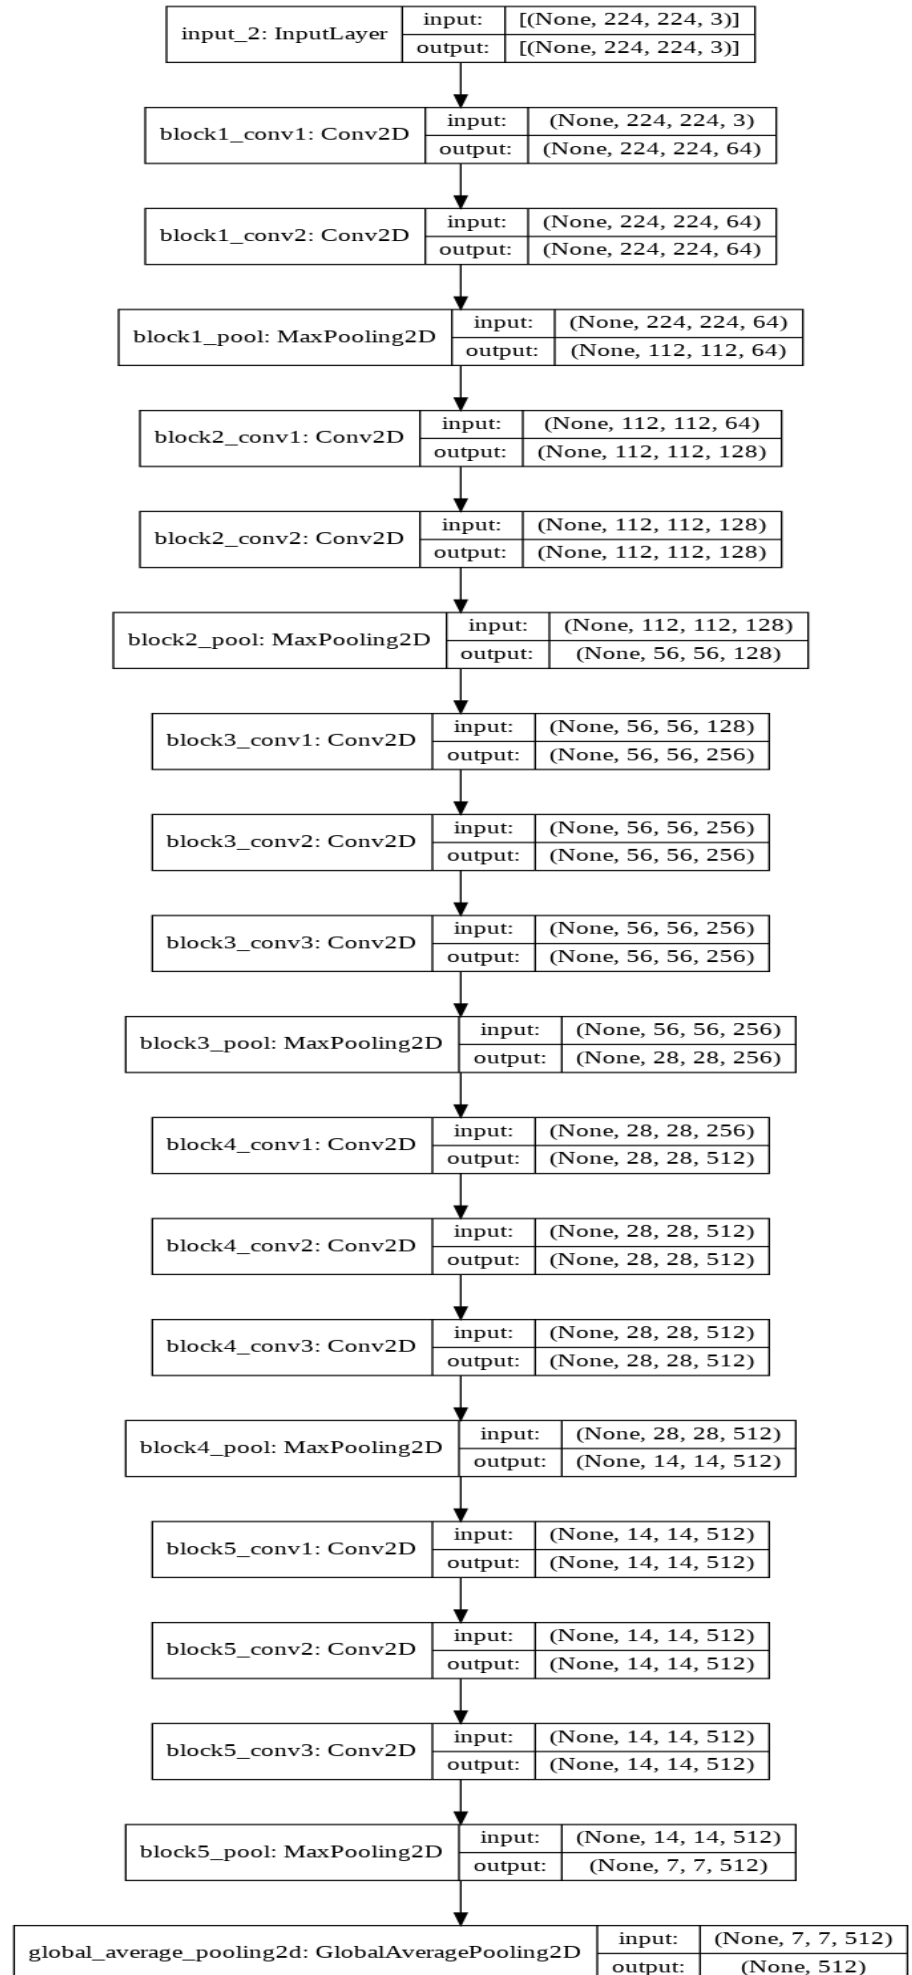 input_2: InputLayer input: [(None, 224, 224, 3)]
output: [(None, 224, 224, 3)]
block1_conv1: Conv2D input: (None, 224, 224, 3)
output: (None, 224, 224, 64)
block1_conv2: Conv2D input: (None, 224, 224, 64)
output: (None, 224, 224, 64)
block1_pool: MaxPooling2D input: (None, 224, 224, 64)
output: (None, 112, 112, 64)
block2_conv1: Conv2D input: (None, 112, 112, 64)
output: (None, 112, 112, 128)
block2_conv2: Conv2D input: (None, 112, 112, 128)
output: (None, 112, 112, 128)
block2_pool: MaxPooling2D input: (None, 112, 112, 128)
output: (None, 56, 56, 128)
block3_conv1: Conv2D input: (None, 56, 56, 128)
output: (None, 56, 56, 256)
block3_conv2: Conv2D input: (None, 56, 56, 256)
output: (None, 56, 56, 256)
block3_conv3: Conv2D input: (None, 56, 56, 256)
output: (None, 56, 56, 256)
block3_pool: MaxPooling2D input: (None, 56, 56, 256)
output: (None, 28, 28, 256)
block4_conv1: Conv2D input: (None, 28, 28, 256)
output: (None, 28, 28, 512)
block4_conv2: Conv2D input: (None, 28, 28, 512)
output: (None, 28, 28, 512)
block4_conv3: Conv2D input: (None, 28, 28, 512)
output: (None, 28, 28, 512)
block4_pool: MaxPooling2D input: (None, 28, 28, 512)
output: (None, 14, 14, 512)
block5_conv1: Conv2D input: (None, 14, 14, 512)
output: (None, 14, 14, 512)
block5_conv2: Conv2D input: (None, 14, 14, 512)
output: (None, 14, 14, 512)
block5_conv3: Conv2D input: (None, 14, 14, 512)
output: (None, 14, 14, 512)
block5_pool: MaxPooling2D input: (None, 14, 14, 512)
output: (None, 7, 7, 512)
global_average_pooling2d: GlobalAveragePooling2D input: (None, 7, 7, 512)
output: (None, 512)